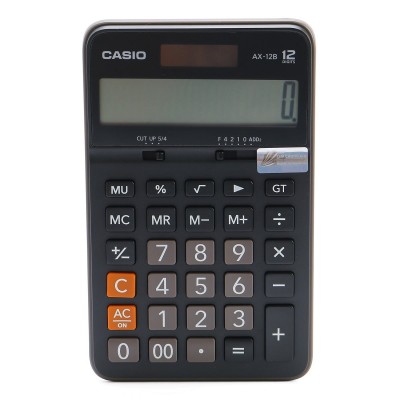 CASIO AX-12B 12 DIGITS
0.
CUT UP 5/4 F 4 2 1 0 ADD2
MU % √ ▶ GT
MC MR M− M+ ÷
+/− 7 8 9 ×
C 4 5 6 −
AC/ON 1 2 3 +
0 00 • =